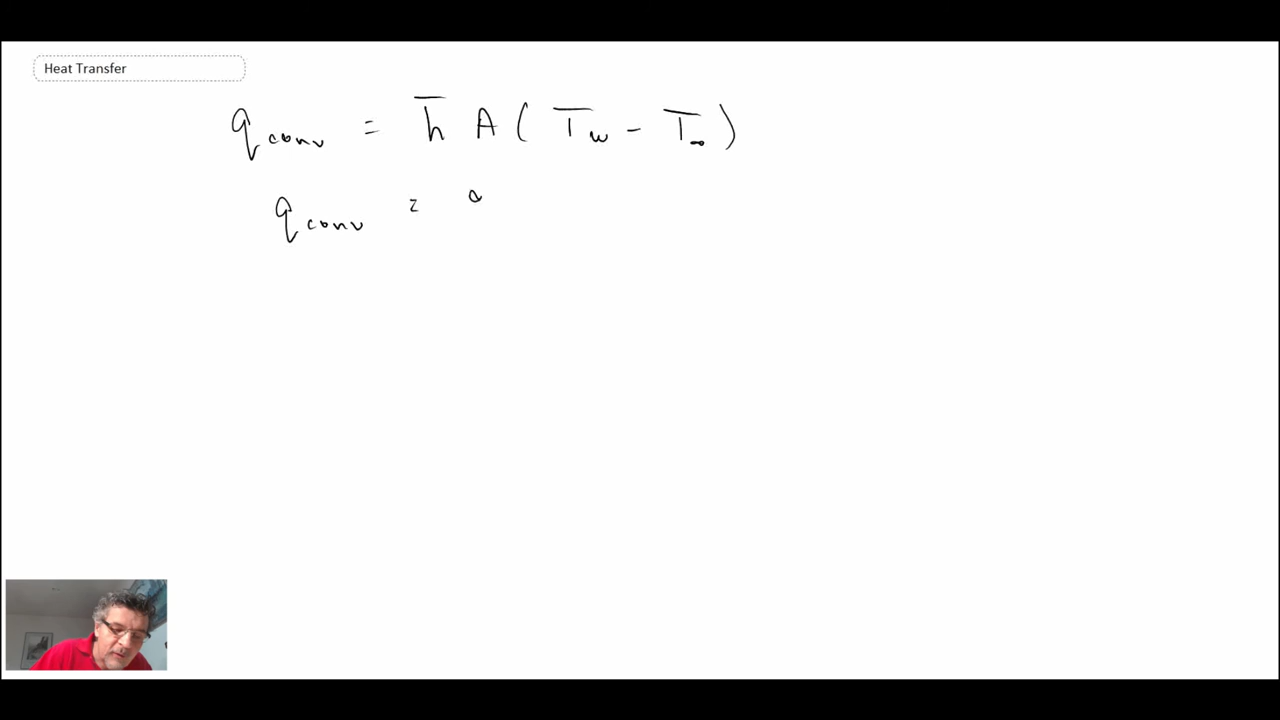 Heat Transfer
q_conv = h̅ A ( T_w - T_∞ )
q_conv =